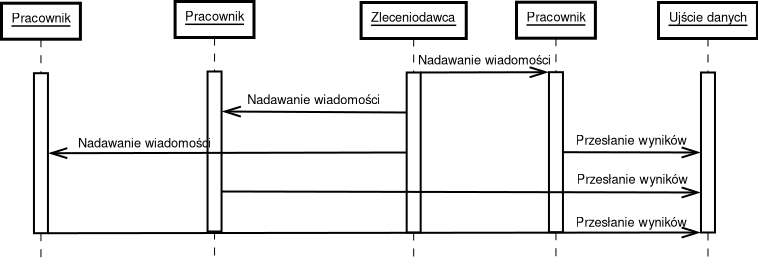 Pracownik
Pracownik
Zleceniodawca
Pracownik
Ujście danych
Nadawanie wiadomości
Nadawanie wiadomości
Nadawanie wiadomości
Przesłanie wyników
Przesłanie wyników
Przesłanie wyników